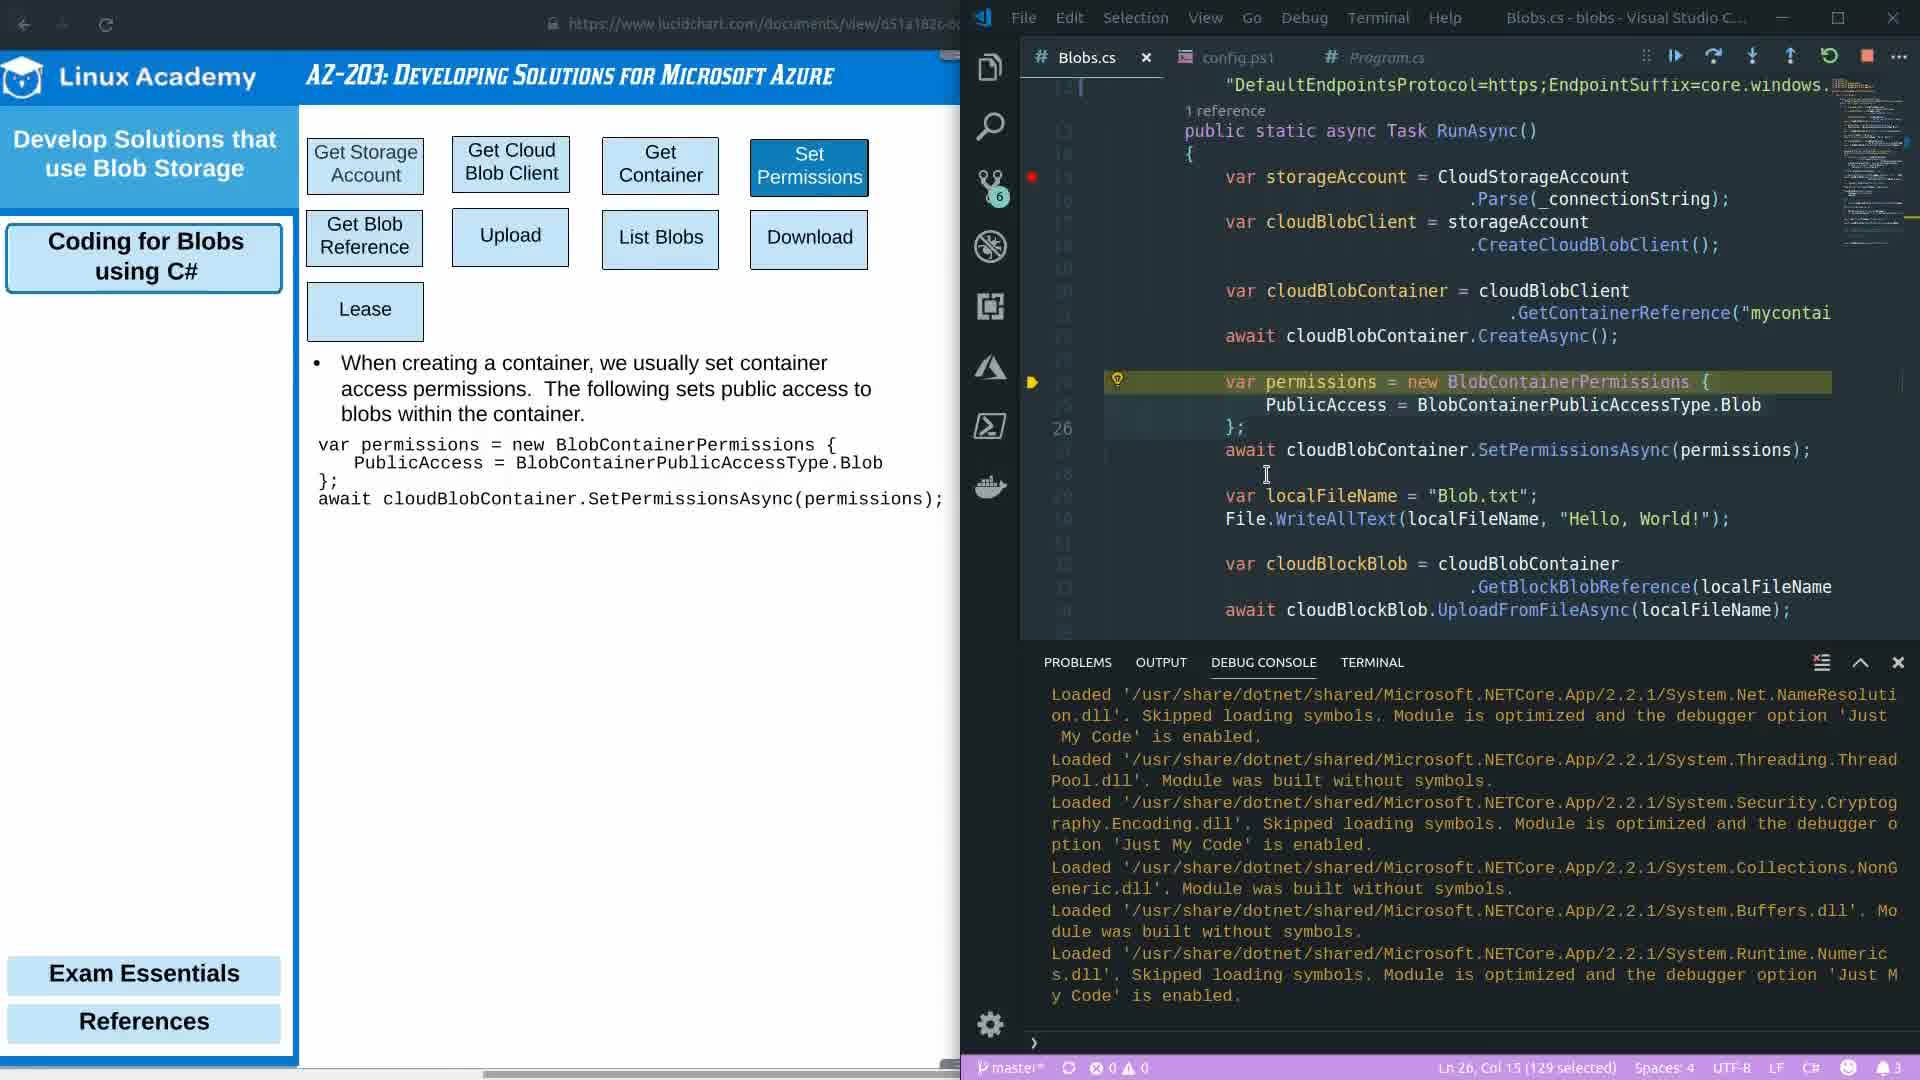 https://www.lucidchart.com/documents/view/
Linux Academy
AZ-203: Developing Solutions for Microsoft Azure
Develop Solutions that
use Blob Storage
Coding for Blobs
using C#
Exam Essentials
References
Get Storage
Account
Get Cloud
Blob Client
Get
Container
Set
Permissions
Get Blob
Reference
Upload
List Blobs
Download
Lease
• When creating a container, we usually set container
access permissions. The following sets public access to
blobs within the container.
var permissions = new BlobContainerPermissions {
PublicAccess = BlobContainerPublicAccessType.Blob
};
await cloudBlobContainer.SetPermissionsAsync(permissions);
File Edit Selection View Go Debug Terminal Help Blobs.cs - blobs - Visual Studio C...
# Blobs.cs × config.ps1 # Program.cs
6
"DefaultEndpointsProtocol=https;EndpointSuffix=core.windows.
1 reference
public static async Task RunAsync()
{
var storageAccount = CloudStorageAccount
.Parse(_connectionString);
var cloudBlobClient = storageAccount
.CreateCloudBlobClient();
var cloudBlobContainer = cloudBlobClient
.GetContainerReference("mycontai
await cloudBlobContainer.CreateAsync();
var permissions = new BlobContainerPermissions {
PublicAccess = BlobContainerPublicAccessType.Blob
26 };
await cloudBlobContainer.SetPermissionsAsync(permissions);
var localFileName = "Blob.txt";
File.WriteAllText(localFileName, "Hello, World!");
var cloudBlockBlob = cloudBlobContainer
.GetBlockBlobReference(localFileName
await cloudBlockBlob.UploadFromFileAsync(localFileName);
PROBLEMS OUTPUT DEBUG CONSOLE TERMINAL
Loaded '/usr/share/dotnet/shared/Microsoft.NETCore.App/2.2.1/System.Net.NameResoluti
on.dll'. Skipped loading symbols. Module is optimized and the debugger option 'Just
My Code' is enabled.
Loaded '/usr/share/dotnet/shared/Microsoft.NETCore.App/2.2.1/System.Threading.Thread
Pool.dll'. Module was built without symbols.
Loaded '/usr/share/dotnet/shared/Microsoft.NETCore.App/2.2.1/System.Security.Cryptog
raphy.Encoding.dll'. Skipped loading symbols. Module is optimized and the debugger o
ption 'Just My Code' is enabled.
Loaded '/usr/share/dotnet/shared/Microsoft.NETCore.App/2.2.1/System.Collections.NonG
eneric.dll'. Module was built without symbols.
Loaded '/usr/share/dotnet/shared/Microsoft.NETCore.App/2.2.1/System.Buffers.dll'. Mo
dule was built without symbols.
Loaded '/usr/share/dotnet/shared/Microsoft.NETCore.App/2.2.1/System.Runtime.Numeric
s.dll'. Skipped loading symbols. Module is optimized and the debugger option 'Just M
y Code' is enabled.
master* 0 0 Ln 26, Col 15 (129 selected) Spaces: 4 UTF-8 LF C# 3